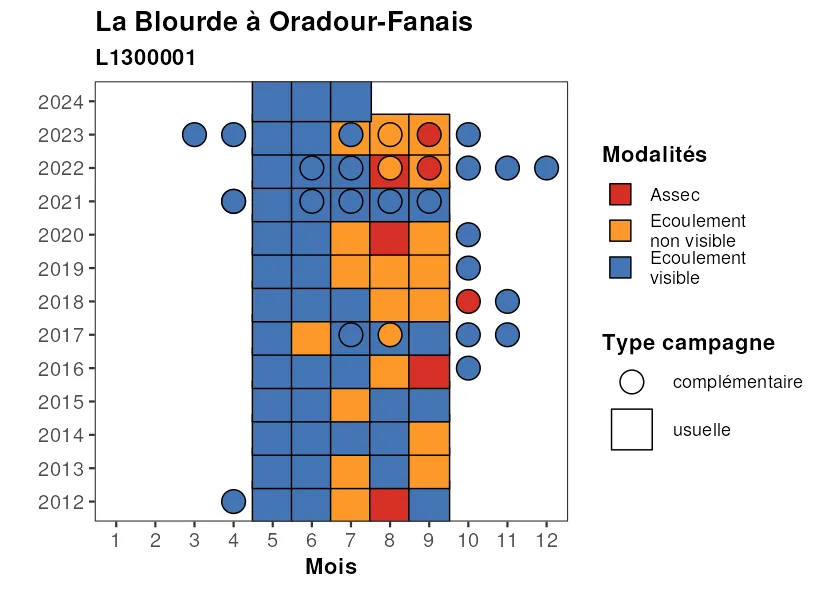 La Blourde à Oradour-Fanais
L1300001
2024
2023
2022
2021
2020
2019
2018
2017
2016
2015
2014
2013
2012
1 2 3 4 5 6 7 8 9 10 11 12
Mois
Modalités
Assec
Ecoulement
non visible
Ecoulement
visible
Type campagne
complémentaire
usuelle